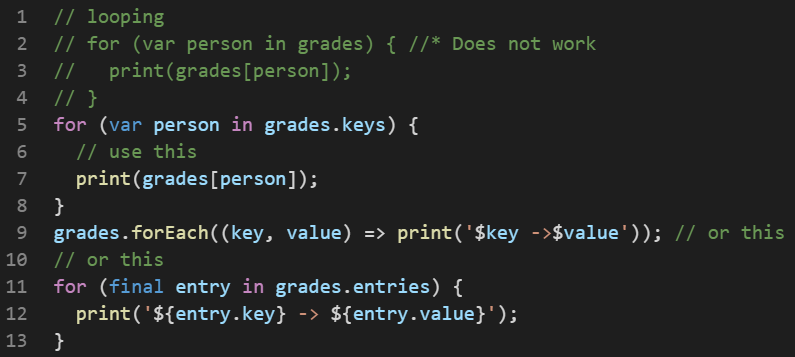 1 // looping
2 // for (var person in grades) { //* Does not work
3 //   print(grades[person]);
4 // }
5 for (var person in grades.keys) {
6   // use this
7   print(grades[person]);
8 }
9 grades.forEach((key, value) => print('$key ->$value')); // or this
10 // or this
11 for (final entry in grades.entries) {
12   print('${entry.key} -> ${entry.value}');
13 }